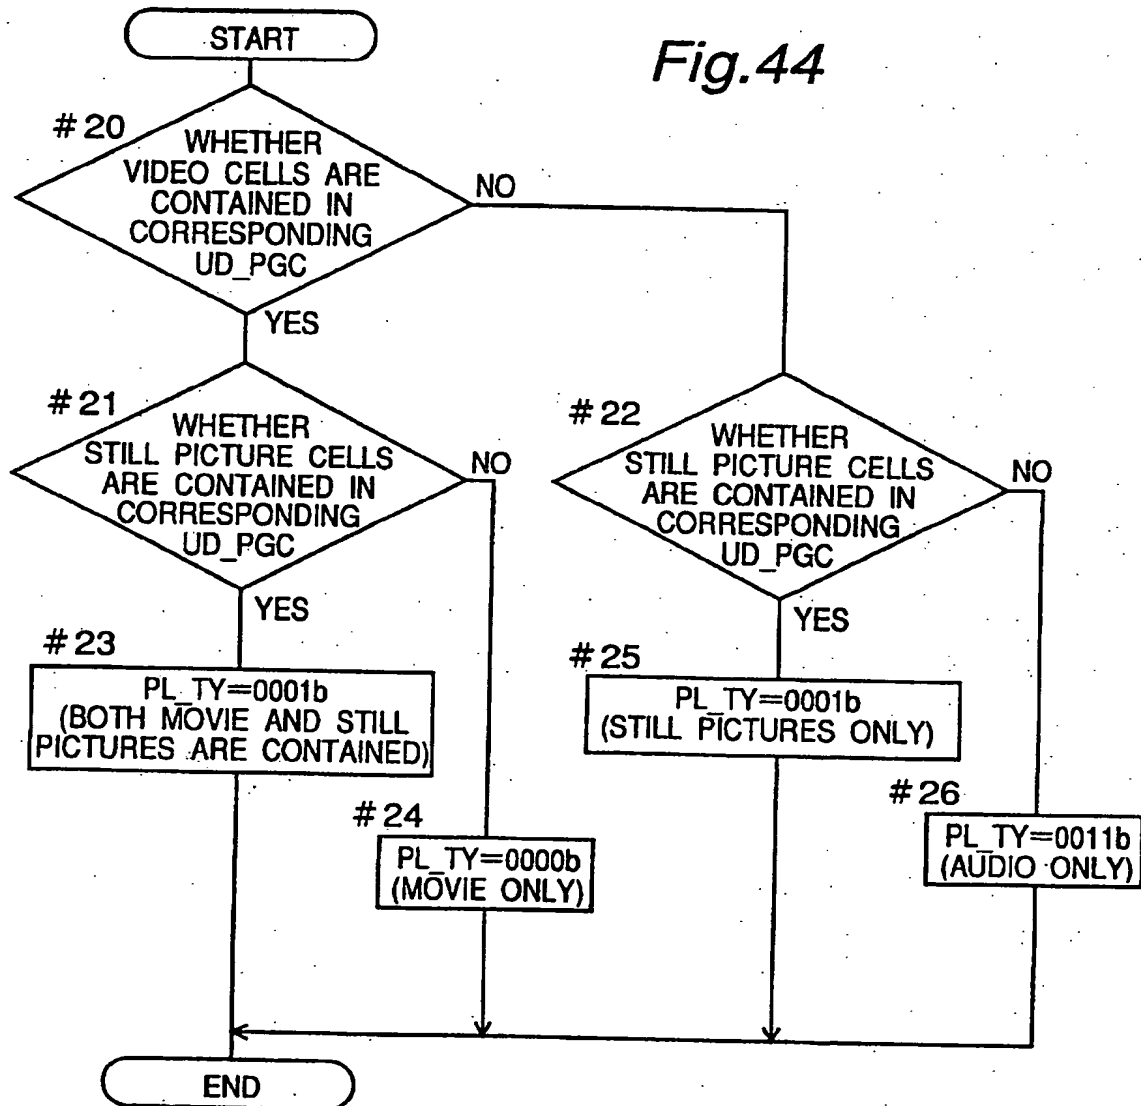 START
Fig.44
#20
WHETHER
VIDEO CELLS ARE
CONTAINED IN
CORRESPONDING
UD_PGC
NO
YES
#21
WHETHER
STILL PICTURE CELLS
ARE CONTAINED IN
CORRESPONDING
UD_PGC
NO
YES
#22
WHETHER
STILL PICTURE CELLS
ARE CONTAINED IN
CORRESPONDING
UD_PGC
NO
YES
#23
PL_TY=0001b
(BOTH MOVIE AND STILL
PICTURES ARE CONTAINED)
#24
PL_TY=0000b
(MOVIE ONLY)
#25
PL_TY=0001b
(STILL PICTURES ONLY)
#26
PL_TY=0011b
(AUDIO ONLY)
END